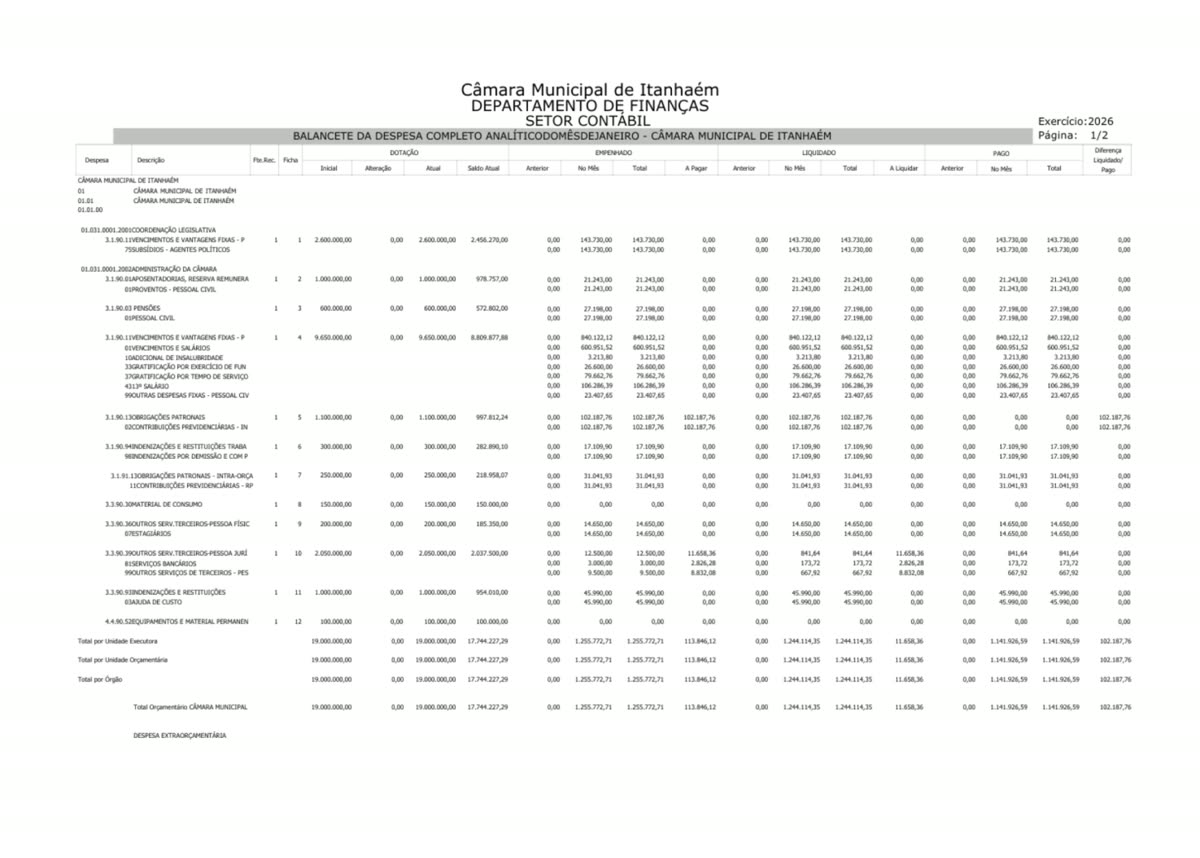 Câmara Municipal de Itanhaém
DEPARTAMENTO DE FINANÇAS
SETOR CONTÁBIL
Exercício:2026
BALANCETE DA DESPESA COMPLETO ANALÍTICODOMÊSDEJANEIRO - CÂMARA MUNICIPAL DE ITANHAÉM
Página: 1/2
Despesa Descrição Fte.Rec. Ficha DOTAÇÃO EMPENHADO LIQUIDADO PAGO Diferença Liquidado/ Pago
Inicial Alteração Atual Saldo Atual Anterior No Mês Total A Pagar Anterior No Mês Total A Liquidar Anterior No Mês Total
CÂMARA MUNICIPAL DE ITANHAÉM
01 CÂMARA MUNICIPAL DE ITANHAÉM
01.01 CÂMARA MUNICIPAL DE ITANHAÉM
01.01.00
01.031.0001.2001COORDENAÇÃO LEGISLATIVA
3.1.90.11VENCIMENTOS E VANTAGENS FIXAS - P 1 1 2.600.000,00 0,00 2.600.000,00 2.456.270,00 0,00 143.730,00 143.730,00 0,00 0,00 143.730,00 143.730,00 0,00 0,00 143.730,00 143.730,00 0,00
75SUBSÍDIOS - AGENTES POLÍTICOS 0,00 143.730,00 143.730,00 0,00 0,00 143.730,00 143.730,00 0,00 0,00 143.730,00 143.730,00 0,00
01.031.0001.2002ADMINISTRAÇÃO DA CÂMARA
3.1.90.01APOSENTADORIAS, RESERVA REMUNERA 1 2 1.000.000,00 0,00 1.000.000,00 978.757,00 0,00 21.243,00 21.243,00 0,00 0,00 21.243,00 21.243,00 0,00 0,00 21.243,00 21.243,00 0,00
01PROVENTOS - PESSOAL CIVIL 0,00 21.243,00 21.243,00 0,00 0,00 21.243,00 21.243,00 0,00 0,00 21.243,00 21.243,00 0,00
3.1.90.03 PENSÕES 1 3 600.000,00 0,00 600.000,00 572.802,00 0,00 27.198,00 27.198,00 0,00 0,00 27.198,00 27.198,00 0,00 0,00 27.198,00 27.198,00 0,00
01PESSOAL CIVIL 0,00 27.198,00 27.198,00 0,00 0,00 27.198,00 27.198,00 0,00 0,00 27.198,00 27.198,00 0,00
3.1.90.11VENCIMENTOS E VANTAGENS FIXAS - P 1 4 9.650.000,00 0,00 9.650.000,00 8.809.877,88 0,00 840.122,12 840.122,12 0,00 0,00 840.122,12 840.122,12 0,00 0,00 840.122,12 840.122,12 0,00
01VENCIMENTOS E SALÁRIOS 0,00 600.951,52 600.951,52 0,00 0,00 600.951,52 600.951,52 0,00 0,00 600.951,52 600.951,52 0,00
10ADICIONAL DE INSALUBRIDADE 0,00 3.213,80 3.213,80 0,00 0,00 3.213,80 3.213,80 0,00 0,00 3.213,80 3.213,80 0,00
33GRATIFICAÇÃO POR EXERCÍCIO DE FUN 0,00 26.600,00 26.600,00 0,00 0,00 26.600,00 26.600,00 0,00 0,00 26.600,00 26.600,00 0,00
37GRATIFICAÇÃO POR TEMPO DE SERVIÇO 0,00 79.662,76 79.662,76 0,00 0,00 79.662,76 79.662,76 0,00 0,00 79.662,76 79.662,76 0,00
4313º SALÁRIO 0,00 106.286,39 106.286,39 0,00 0,00 106.286,39 106.286,39 0,00 0,00 106.286,39 106.286,39 0,00
99OUTRAS DESPESAS FIXAS - PESSOAL CIV 0,00 23.407,65 23.407,65 0,00 0,00 23.407,65 23.407,65 0,00 0,00 23.407,65 23.407,65 0,00
3.1.90.13OBRIGAÇÕES PATRONAIS 1 5 1.100.000,00 0,00 1.100.000,00 997.812,24 0,00 102.187,76 102.187,76 102.187,76 0,00 102.187,76 102.187,76 0,00 0,00 0,00 0,00 102.187,76
02CONTRIBUIÇÕES PREVIDENCIÁRIAS - IN 0,00 102.187,76 102.187,76 102.187,76 0,00 102.187,76 102.187,76 0,00 0,00 0,00 0,00 102.187,76
3.1.90.94INDENIZAÇÕES E RESTITUIÇÕES TRABA 1 6 300.000,00 0,00 300.000,00 282.890,10 0,00 17.109,90 17.109,90 0,00 0,00 17.109,90 17.109,90 0,00 0,00 17.109,90 17.109,90 0,00
98INDENIZAÇÕES POR DEMISSÃO E COM P 0,00 17.109,90 17.109,90 0,00 0,00 17.109,90 17.109,90 0,00 0,00 17.109,90 17.109,90 0,00
3.1.91.13OBRIGAÇÕES PATRONAIS - INTRA-ORÇA 1 7 250.000,00 0,00 250.000,00 218.958,07 0,00 31.041,93 31.041,93 0,00 0,00 31.041,93 31.041,93 0,00 0,00 31.041,93 31.041,93 0,00
11CONTRIBUIÇÕES PREVIDENCIÁRIAS - RP 0,00 31.041,93 31.041,93 0,00 0,00 31.041,93 31.041,93 0,00 0,00 31.041,93 31.041,93 0,00
3.3.90.30MATERIAL DE CONSUMO 1 8 150.000,00 0,00 150.000,00 150.000,00 0,00 0,00 0,00 0,00 0,00 0,00 0,00 0,00 0,00 0,00 0,00 0,00
3.3.90.36OUTROS SERV.TERCEIROS-PESSOA FÍSIC 1 9 200.000,00 0,00 200.000,00 185.350,00 0,00 14.650,00 14.650,00 0,00 0,00 14.650,00 14.650,00 0,00 0,00 14.650,00 14.650,00 0,00
07ESTAGIÁRIOS 0,00 14.650,00 14.650,00 0,00 0,00 14.650,00 14.650,00 0,00 0,00 14.650,00 14.650,00 0,00
3.3.90.39OUTROS SERV.TERCEIROS-PESSOA JURÍ 1 10 2.050.000,00 0,00 2.050.000,00 2.037.500,00 0,00 12.500,00 12.500,00 11.658,36 0,00 841,64 841,64 11.658,36 0,00 841,64 841,64 0,00
81SERVIÇOS BANCÁRIOS 0,00 3.000,00 3.000,00 2.826,28 0,00 173,72 173,72 2.826,28 0,00 173,72 173,72 0,00
99OUTROS SERVIÇOS DE TERCEIROS - PES 0,00 9.500,00 9.500,00 8.832,08 0,00 667,92 667,92 8.832,08 0,00 667,92 667,92 0,00
3.3.90.93INDENIZAÇÕES E RESTITUIÇÕES 1 11 1.000.000,00 0,00 1.000.000,00 954.010,00 0,00 45.990,00 45.990,00 0,00 0,00 45.990,00 45.990,00 0,00 0,00 45.990,00 45.990,00 0,00
03AJUDA DE CUSTO 0,00 45.990,00 45.990,00 0,00 0,00 45.990,00 45.990,00 0,00 0,00 45.990,00 45.990,00 0,00
4.4.90.52EQUIPAMENTOS E MATERIAL PERMANEN 1 12 100.000,00 0,00 100.000,00 100.000,00 0,00 0,00 0,00 0,00 0,00 0,00 0,00 0,00 0,00 0,00 0,00 0,00
Total por Unidade Executora 19.000.000,00 0,00 19.000.000,00 17.744.227,29 0,00 1.255.772,71 1.255.772,71 113.846,12 0,00 1.244.114,35 1.244.114,35 11.658,36 0,00 1.141.926,59 1.141.926,59 102.187,76
Total por Unidade Orçamentária 19.000.000,00 0,00 19.000.000,00 17.744.227,29 0,00 1.255.772,71 1.255.772,71 113.846,12 0,00 1.244.114,35 1.244.114,35 11.658,36 0,00 1.141.926,59 1.141.926,59 102.187,76
Total por Órgão 19.000.000,00 0,00 19.000.000,00 17.744.227,29 0,00 1.255.772,71 1.255.772,71 113.846,12 0,00 1.244.114,35 1.244.114,35 11.658,36 0,00 1.141.926,59 1.141.926,59 102.187,76
Total Orçamentário CÂMARA MUNICIPAL 19.000.000,00 0,00 19.000.000,00 17.744.227,29 0,00 1.255.772,71 1.255.772,71 113.846,12 0,00 1.244.114,35 1.244.114,35 11.658,36 0,00 1.141.926,59 1.141.926,59 102.187,76
DESPESA EXTRAORÇAMENTÁRIA